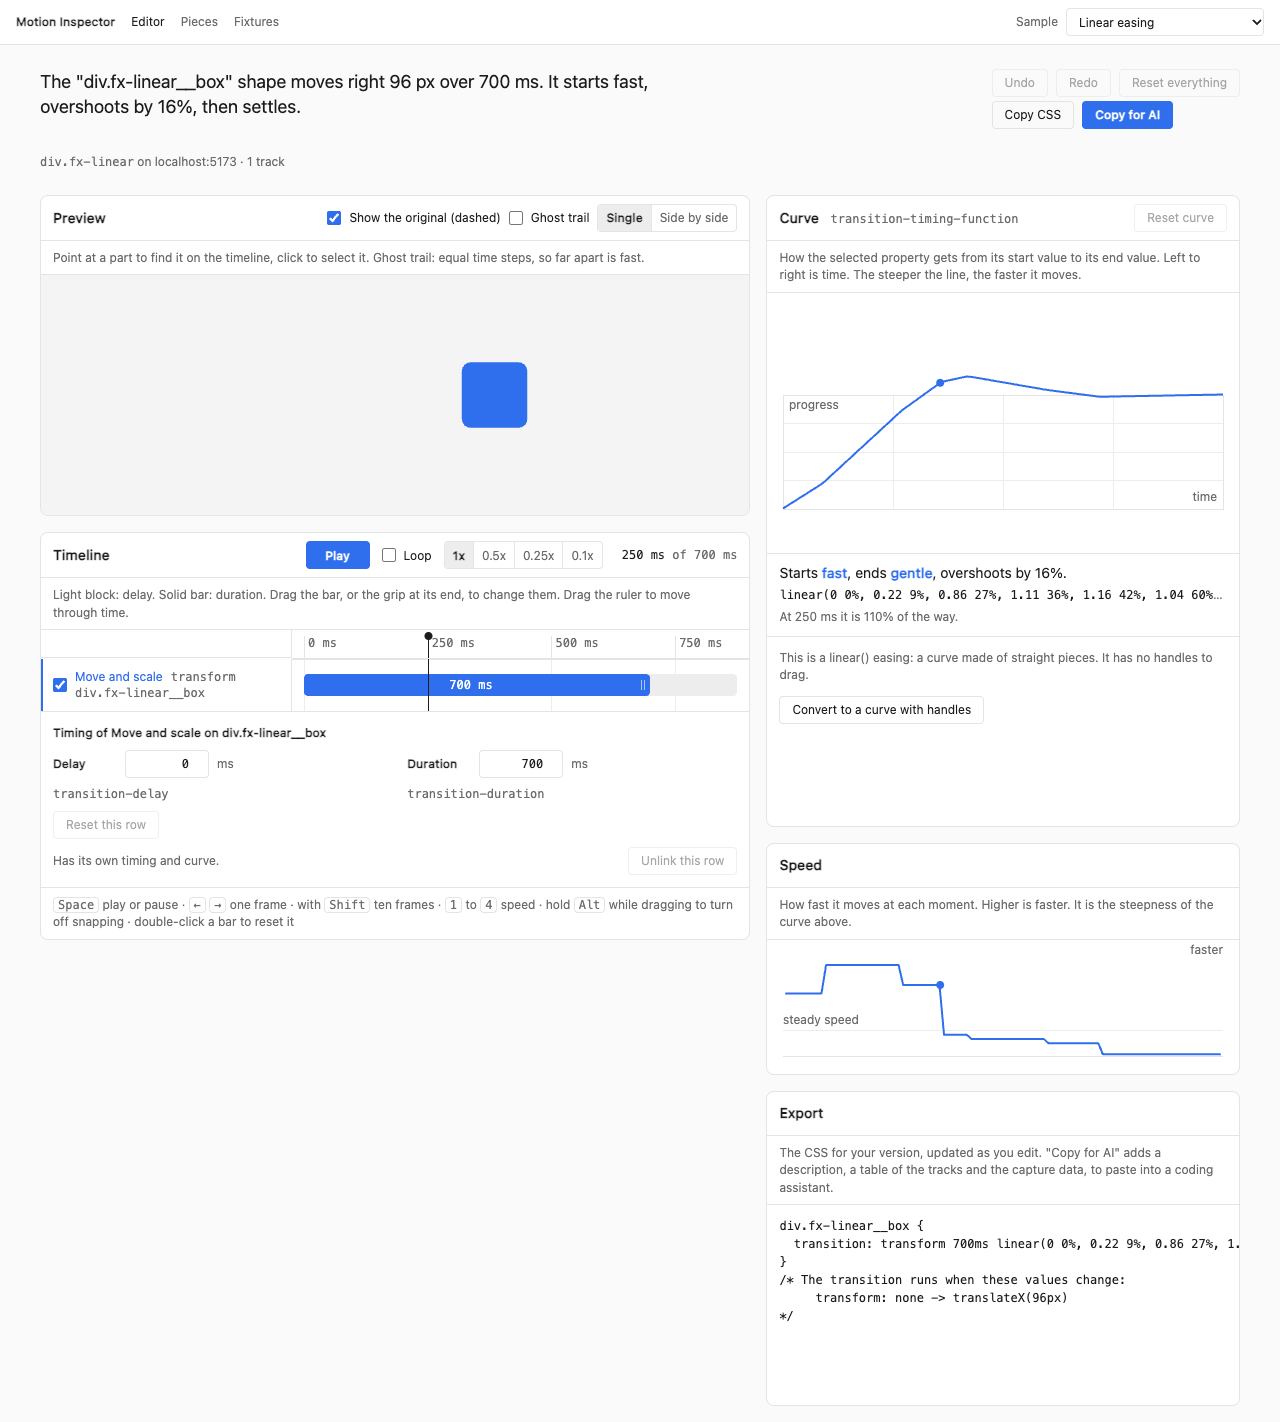 Motion Inspector Editor Pieces Fixtures Sample Linear easing
The "div.fx-linear__box" shape moves right 96 px over 700 ms. It starts fast,
overshoots by 16%, then settles.
Undo Redo Reset everything
Copy CSS Copy for AI
div.fx-linear on localhost:5173 · 1 track
Preview Show the original (dashed) Ghost trail Single Side by side
Point at a part to find it on the timeline, click to select it. Ghost trail: equal time steps, so far apart is fast.
Timeline Play Loop 1x 0.5x 0.25x 0.1x 250 ms of 700 ms
Light block: delay. Solid bar: duration. Drag the bar, or the grip at its end, to change them. Drag the ruler to move
through time.
0 ms 250 ms 500 ms 750 ms
Move and scale transform
div.fx-linear__box
700 ms
Timing of Move and scale on div.fx-linear__box
Delay 0 ms Duration 700 ms
transition-delay transition-duration
Reset this row
Has its own timing and curve. Unlink this row
Space play or pause · ← → one frame · with Shift ten frames · 1 to 4 speed · hold Alt while dragging to turn
off snapping · double-click a bar to reset it
Curve transition-timing-function Reset curve
How the selected property gets from its start value to its end value. Left to
right is time. The steeper the line, the faster it moves.
progress
time
Starts fast, ends gentle, overshoots by 16%.
linear(0 0%, 0.22 9%, 0.86 27%, 1.11 36%, 1.16 42%, 1.04 60%…
At 250 ms it is 110% of the way.
This is a linear() easing: a curve made of straight pieces. It has no handles to
drag.
Convert to a curve with handles
Speed
How fast it moves at each moment. Higher is faster. It is the steepness of the
curve above.
faster
steady speed
Export
The CSS for your version, updated as you edit. "Copy for AI" adds a
description, a table of the tracks and the capture data, to paste into a coding
assistant.
div.fx-linear__box {
transition: transform 700ms linear(0 0%, 0.22 9%, 0.86 27%, 1.
}
/* The transition runs when these values change:
transform: none -> translateX(96px)
*/